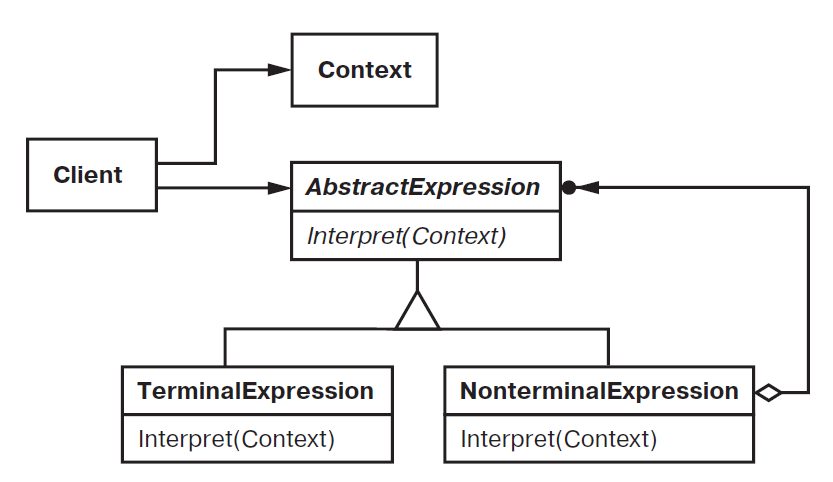 Context
Client
AbstractExpression
Interpret(Context)
TerminalExpression
Interpret(Context)
NonterminalExpression
Interpret(Context)